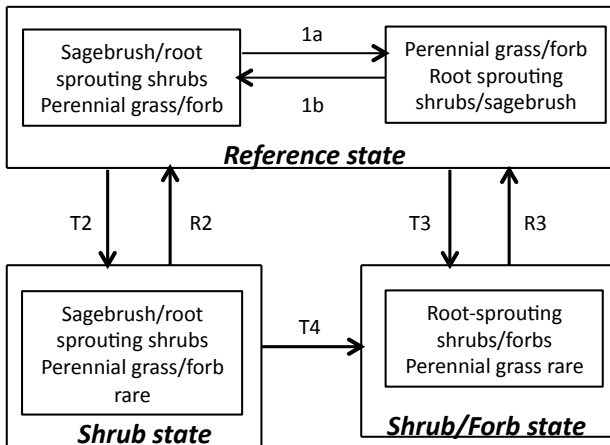 Sagebrush/root
sprouting shrubs
Perennial grass/forb
1a
1b
Perennial grass/forb
Root sprouting
shrubs/sagebrush
Reference state
T2
R2
T3
R3
Sagebrush/root
sprouting shrubs
Perennial grass/forb
rare
Shrub state
T4
Root-sprouting
shrubs/forbs
Perennial grass rare
Shrub/Forb state